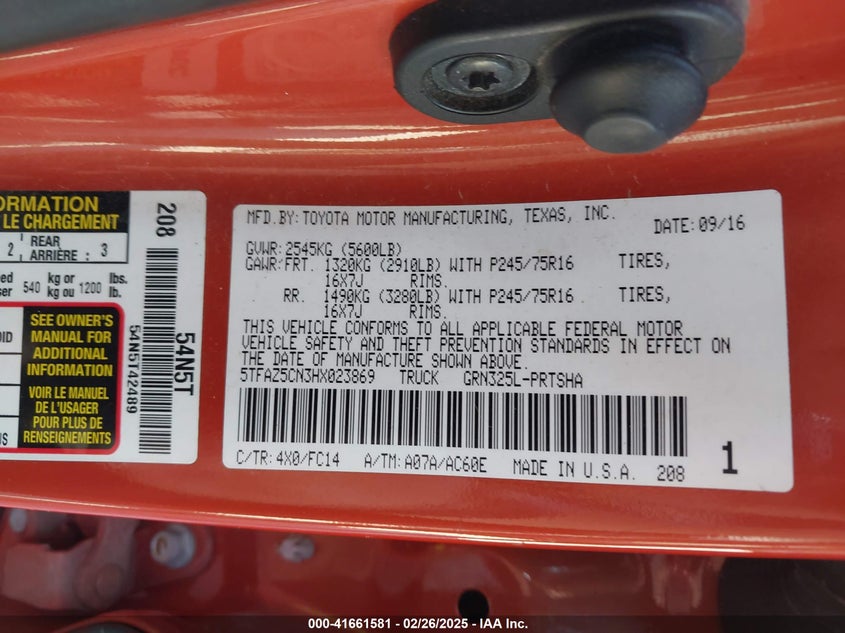 ORMATION
LE CHARGEMENT
2 REAR ARRIÈRE : 3
540 kg or kg ou 1200 lbs. lb.
SEE OWNER'S
MANUAL FOR
ADDITIONAL
INFORMATION
VOIR LE MANUEL
DE L'USAGER
POUR PLUS DE
RENSEIGNEMENTS
208
54N5T
54N5T42489
MFD.BY:TOYOTA MOTOR MANUFACTURING, TEXAS, INC. DATE:09/16
GVWR:2545KG (5600LB)
GAWR:FRT. 1320KG (2910LB) WITH P245/75R16 TIRES,
16X7J RIMS.
RR. 1490KG (3280LB) WITH P245/75R16 TIRES,
16X7J RIMS.
THIS VEHICLE CONFORMS TO ALL APPLICABLE FEDERAL MOTOR
VEHICLE SAFETY AND THEFT PREVENTION STANDARDS IN EFFECT ON
THE DATE OF MANUFACTURE SHOWN ABOVE.
5TFAZ5CN3HX023869 TRUCK GRN325L-PRTSHA
C/TR:4X0/FC14 A/TM:A07A/AC60E MADE IN U.S.A. 208 1
000-41661581 - 02/26/2025 - IAA Inc.